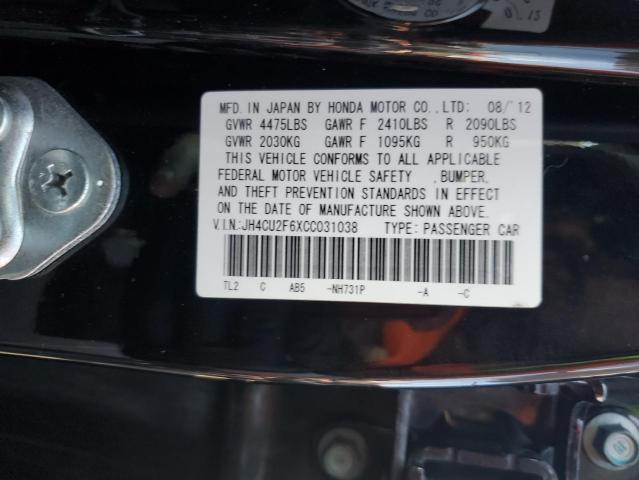 MFD. IN JAPAN BY HONDA MOTOR CO., LTD: 08/'12
GVWR 4475LBS GAWR F 2410LBS R 2090LBS
GVWR 2030KG GAWR F 1095KG R 950KG
THIS VEHICLE CONFORMS TO ALL APPLICABLE
FEDERAL MOTOR VEHICLE SAFETY , BUMPER,
AND THEFT PREVENTION STANDARDS IN EFFECT
ON THE DATE OF MANUFACTURE SHOWN ABOVE.
V.I.N:JH4CU2F6XCC031038 TYPE: PASSENGER CAR
TL2 C AB5 -NH731P -A -C